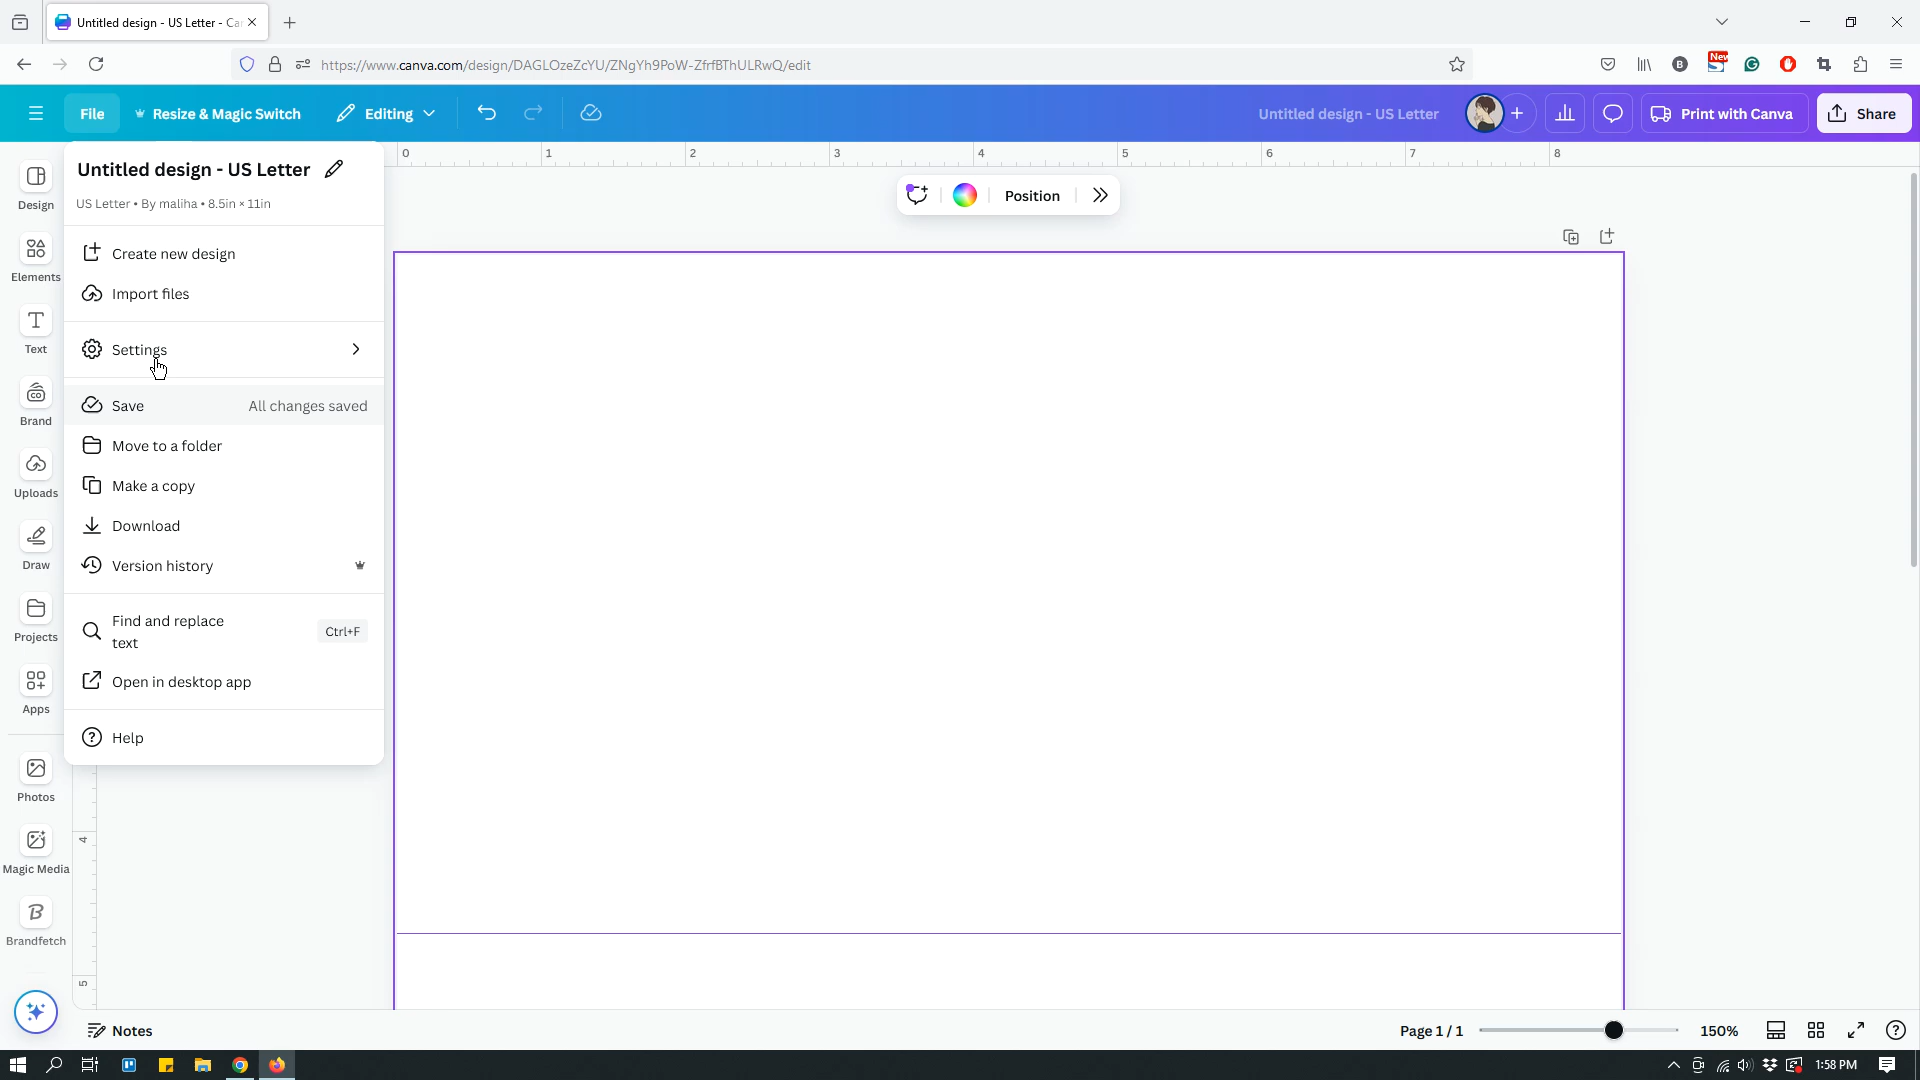 Untitled design - US Letter - Ca
https://www.canva.com/design/DAGLOzeZcYU/ZNgYh9PoW-ZfrfBThULRwQ/edit
B
New
File
Resize & Magic Switch
Editing
Untitled design - US Letter
Print with Canva
Share
Untitled design - US Letter
US Letter • By maliha • 8.5in × 11in
0 1 2 3 4 5 6 7 8
Position
Design
Create new design
Elements
Import files
Text
Settings
Brand
Save
All changes saved
Move to a folder
Uploads
Make a copy
Download
Draw
Version history
Projects
Find and replace
text
Ctrl+F
Open in desktop app
Apps
Help
Photos
4
Magic Media
Brandfetch
5
Notes
Page 1 / 1
150%
1:58 PM